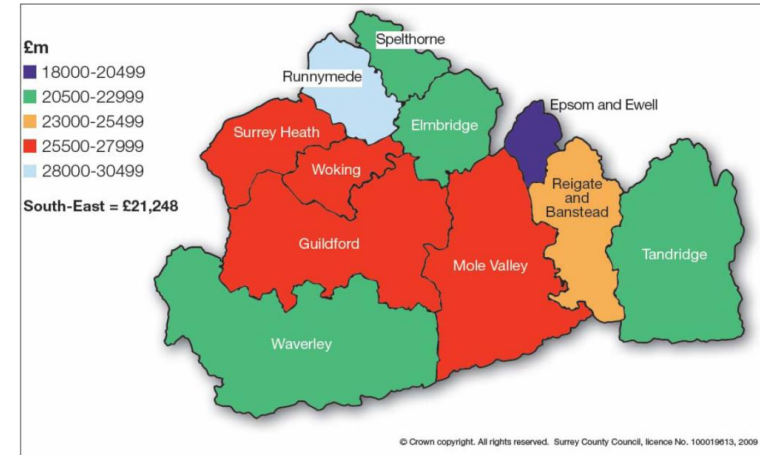 £m
18000-20499
20500-22999
23000-25499
25500-27999
28000-30499
South-East = £21,248
Spelthorne
Runnymede
Epsom and Ewell
Elmbridge
Surrey Heath
Woking
Reigate
and
Banstead
Guildford
Mole Valley
Tandridge
Waverley
© Crown copyright. All rights reserved. Surrey County Council, licence No. 100019613, 2009